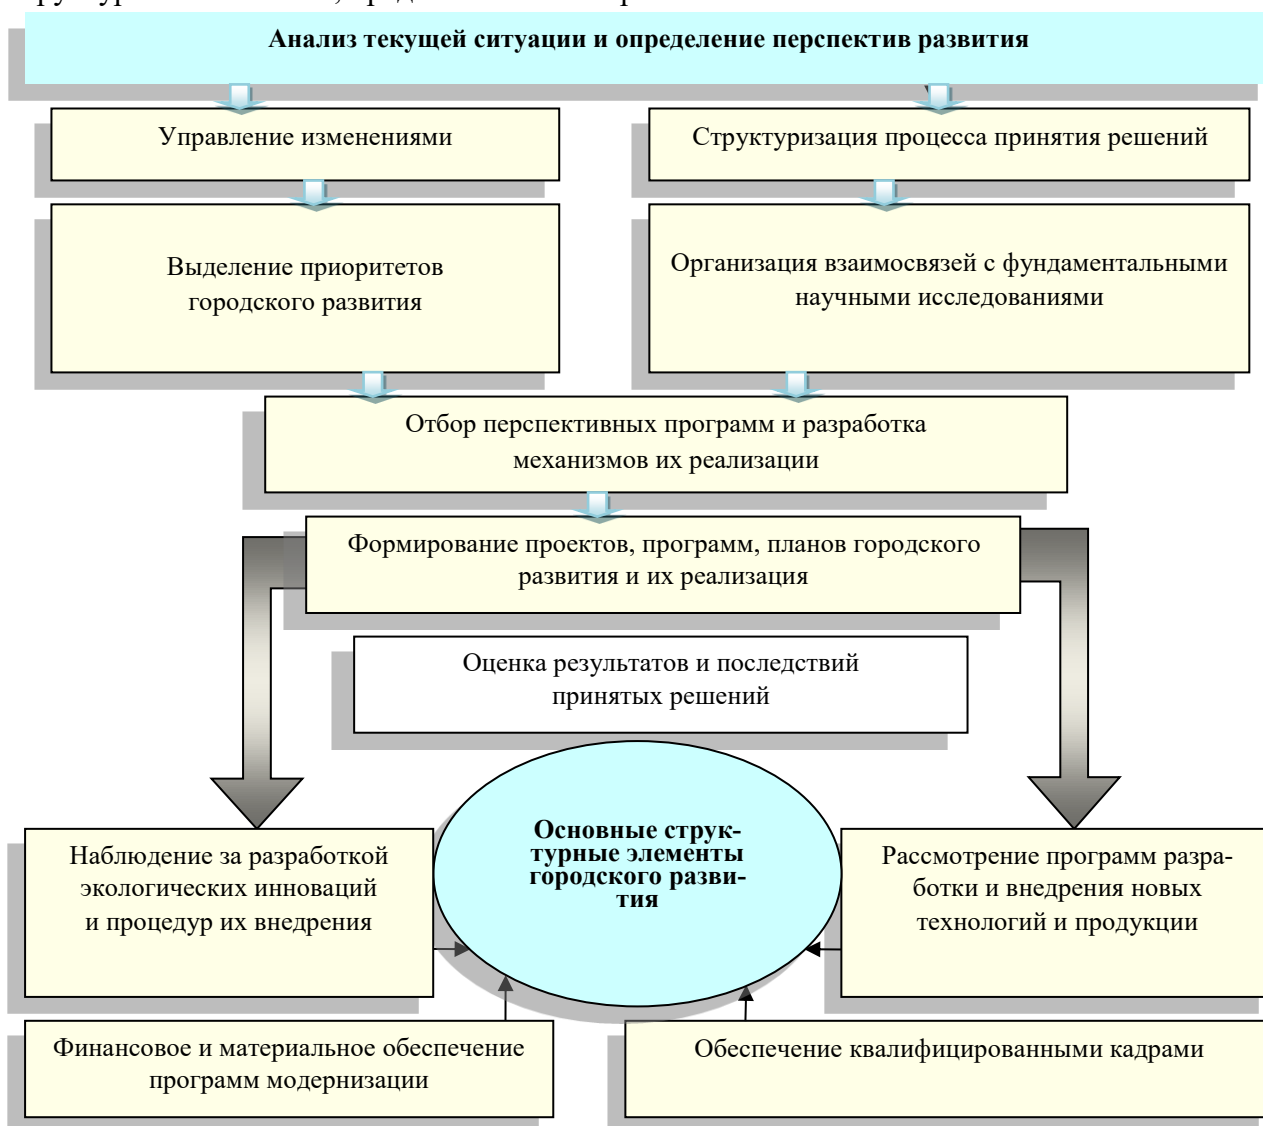 Анализ текущей ситуации и определение перспектив развития
Управление изменениями
Структуризация процесса принятия решений
Выделение приоритетов
городского развития
Организация взаимосвязей с фундаментальными
научными исследованиями
Отбор перспективных программ и разработка
механизмов их реализации
Формирование проектов, программ, планов городского
развития и их реализация
Оценка результатов и последствий
принятых решений
Основные струк-
турные элементы
городского разви-
тия
Наблюдение за разработкой
экологических инноваций
и процедур их внедрения
Рассмотрение программ разра-
ботки и внедрения новых
технологий и продукции
Финансовое и материальное обеспечение
программ модернизации
Обеспечение квалифицированными кадрами